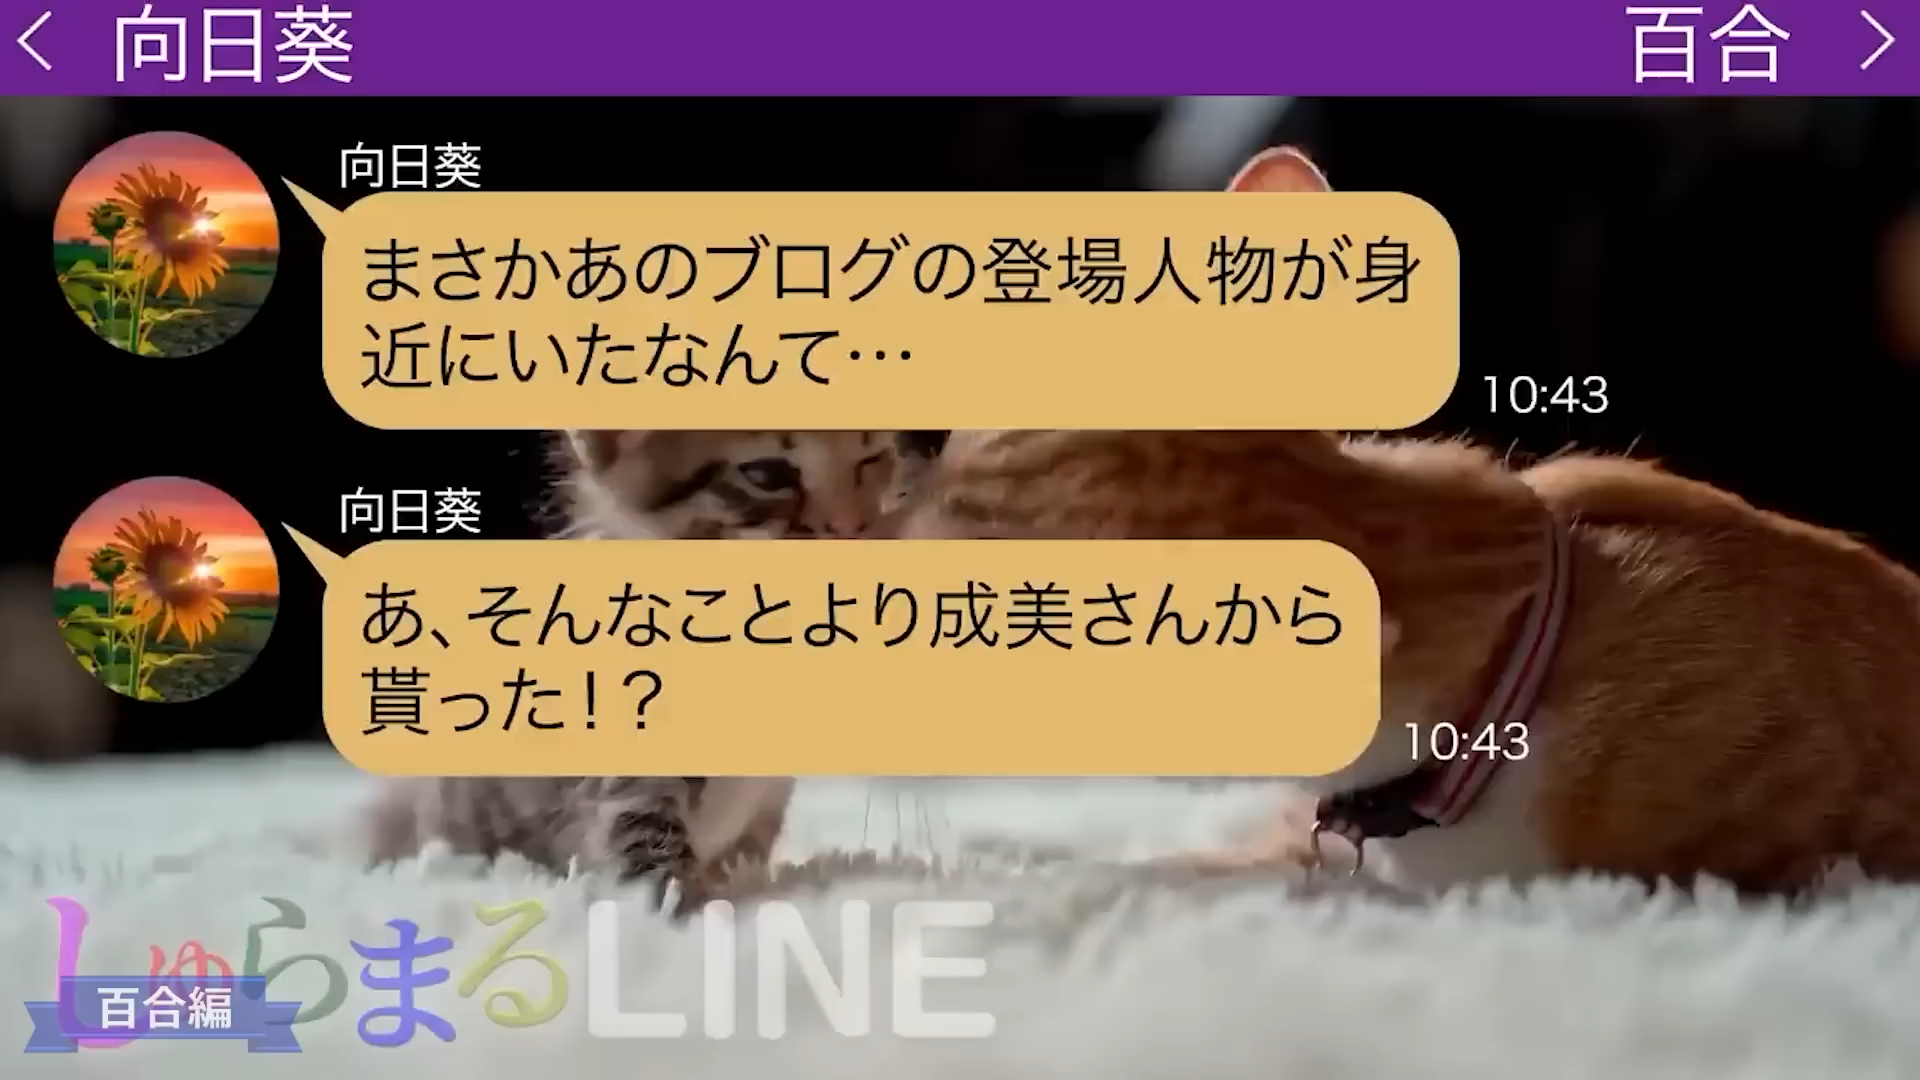 向日葵
百合
向日葵
まさかあのブログの登場人物が身
近にいたなんて…
10:43
向日葵
あ、そんなことより成美さんから
貰った！？
10:43
しゅらまるLINE
百合編